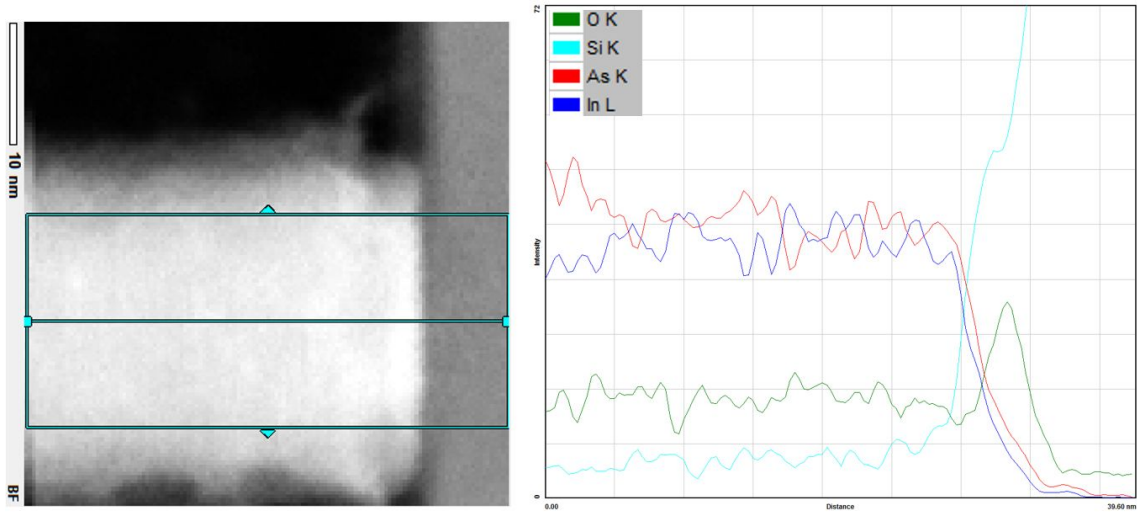 10 nm
BF
O K
Si K
As K
In L
72
Intensity
0
0.00
Distance
39.60 nm